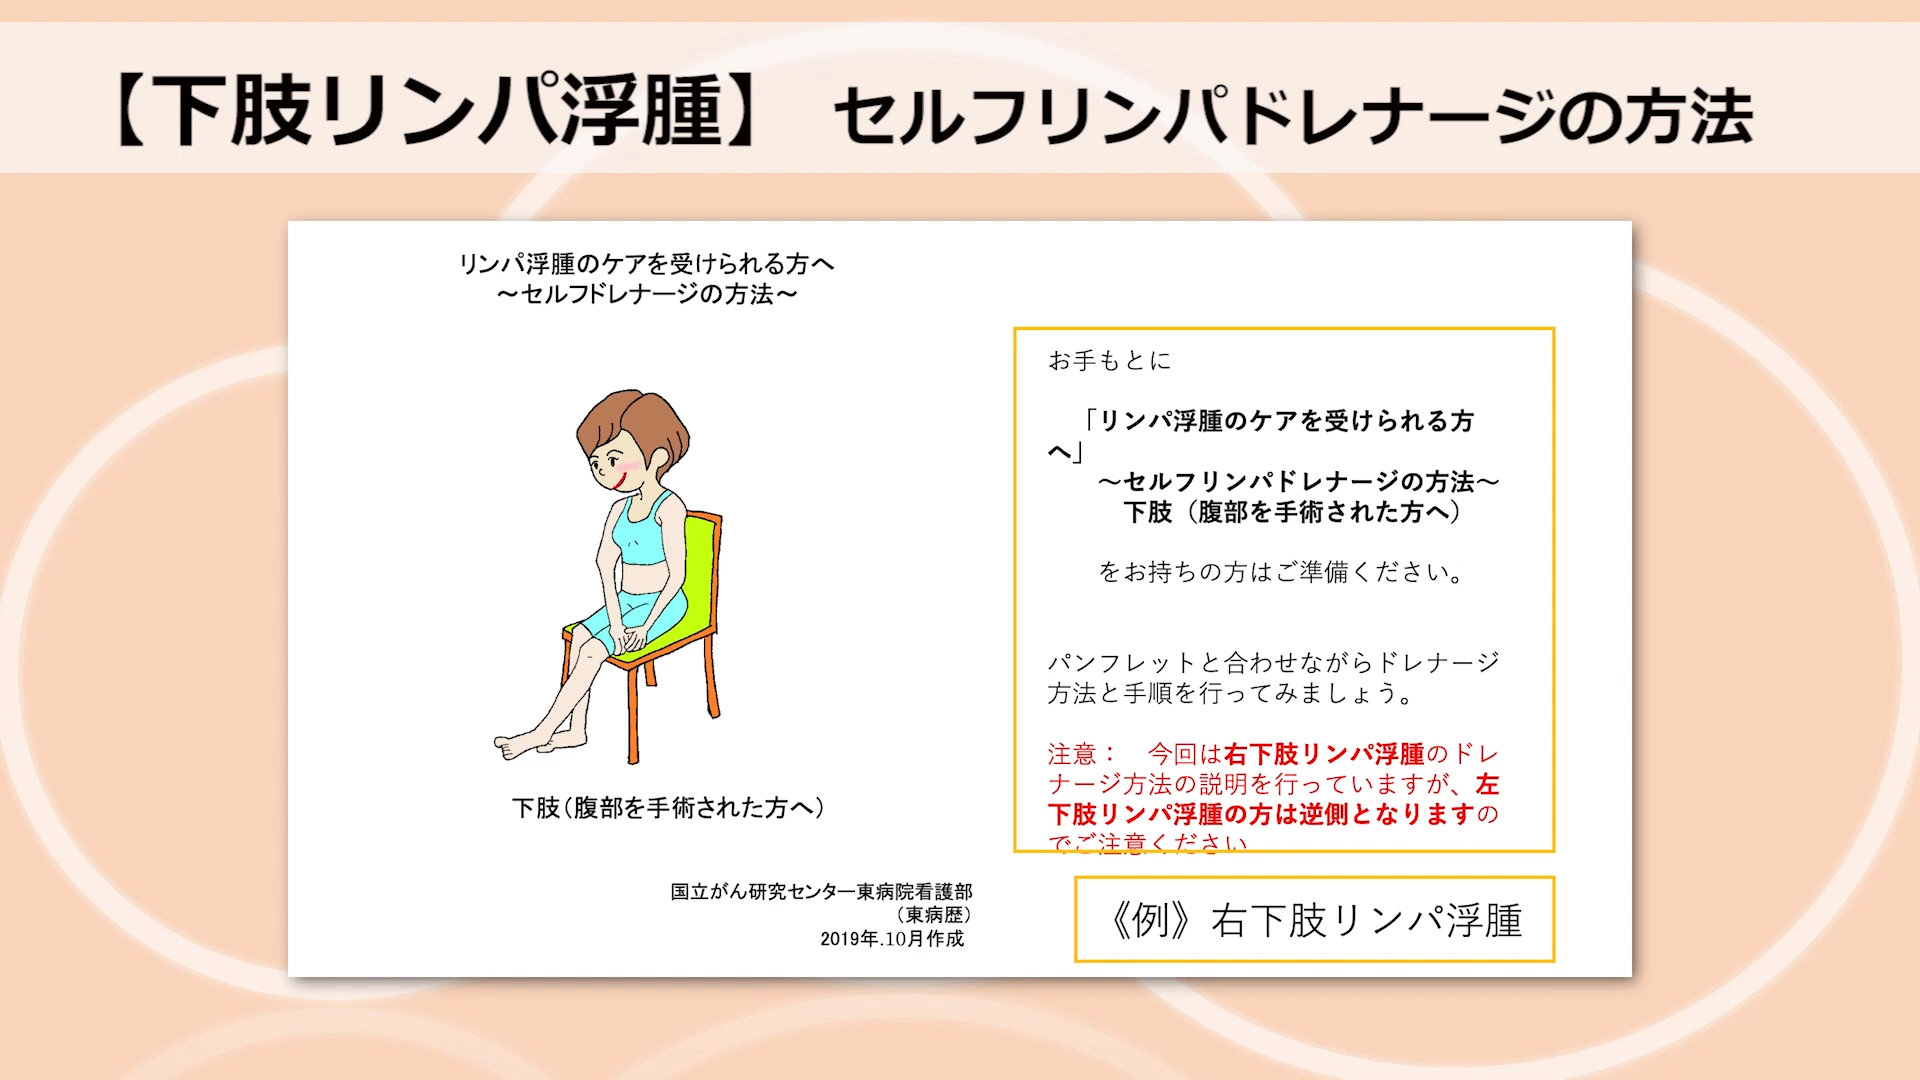 【下肢リンパ浮腫】 セルフリンパドレナージの方法
リンパ浮腫のケアを受けられる方へ
～セルフドレナージの方法～
下肢（腹部を手術された方へ）
国立がん研究センター東病院看護部
（東病歴）
2019年.10月作成
お手もとに
「リンパ浮腫のケアを受けられる方
へ」
～セルフリンパドレナージの方法～
下肢（腹部を手術された方へ）
をお持ちの方はご準備ください。
パンフレットと合わせながらドレナージ
方法と手順を行ってみましょう。
注意： 今回は右下肢リンパ浮腫のドレ
ナージ方法の説明を行っていますが、左
下肢リンパ浮腫の方は逆側となりますの
でご注意ください
《例》右下肢リンパ浮腫